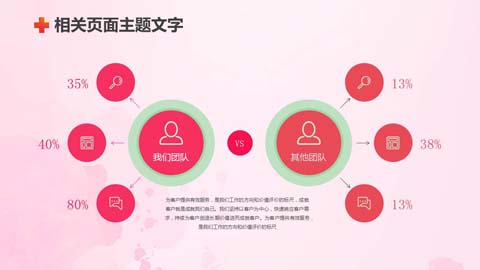 相关页面主题文字
35%
13%
40%
我们团队
VS
其他团队
38%
80%
13%
为客户提供有效服务，是我们工作的方向和价值评价的标尺，成就
客户就是成就我们自己。我们坚持以客户为中心，快速响应客户需
求，持续为客户创造长期价值进而成就客户。为客户提供有效服务，
是我们工作的方向和价值评价的标尺